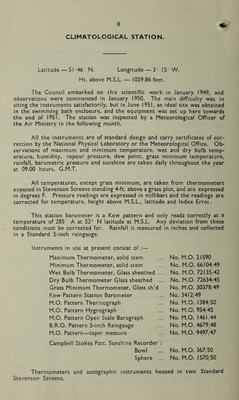 8
CLIMATOLOGICAL STATION.
Latitude—51·46 N. Longitude—3° 15′ W.
Ht. above M.S.L.—1029.86 feet.
The Council embarked on this scientific work in January 1949, and
observations were commenced in January 1950. The main difficulty was in
siting the instruments satisfactorily, but in June 1951, an ideal site was obtained
in the swimming bath enclosure, and the equipment was set up here towards
the end of 1951. The station was inspected by a Meteorological Officer of
the Air Ministry in the following month.
All the instruments are of standard design and carry certificates of cor-
rection by the National Physical Laboratory or the Meteorological Office. Ob-
servations of maximum and minimum temperature, wet and dry bulb temp-
erature, humidity, vapour pressure, dew point, grass minimum temperature,
rainfall, barometric pressure and sunshine are taken daily throughout the year
at 09.00 hours, G.M.T.
All temperatures, except grass minimum, are taken from thermometers
exposed in Stevenson Screens standing 4-ft. above a grass plot, and are expressed
in degrees F. Pressure readings are expressed in millibars and the readings are
corrected for temperature, height above M.S.L., latitude and Index Error.
This station barometer is a Kew pattern and only reads correctly at a
temperature of 285 A at 52 N latitude at M.S.L. Any deviation from these
conditions must be corrected for. Rainfall is measured in inches and collected
in a Standard 5-inch raingauge.
Instruments in use at present consist of :—
Maximum Thermometer, solid stem No. M.O. 21590
Minimum Thermometer, solid stem No. M.O. 66104/49
Wet Bulb Thermometer, Glass sheathed ... No. M.O. 72135/42
Dry Bulb Thermometer Glass sheathed ... No. M.O. 72634/45
Grass Minimum Thermometer, Glass sh'd No. M.O. 30378/49
Kew Pattern Station Barometer ... No. 3412/49
M.O. Pattern Thermograph ... No. M.O. 1384/50
M.O. Pattern Hygrograph ... No. M.O. 954/45
M.O. Pattern Open Scale Barograph ... No. M.O. 1461/44
B.R.O. Pattern 5-inch Raingauge ... No. M.O. 4679/48
M.O. Pattern—taper measure ... No. M.O. 9497/47
Campbell Stokes Patt. Sunshine Recorder :
Bowl ... No. M.O. 367/50
Sphere ... No. M.O. 1570/50
Thermometers and autographic instruments housed in two Standard
Stevenson Screens.